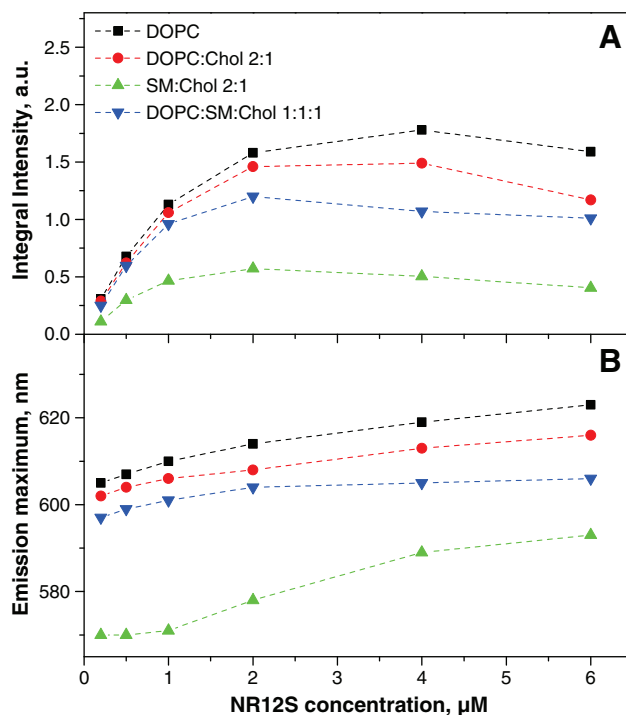 A
DOPC
DOPC:Chol 2:1
SM:Chol 2:1
DOPC:SM:Chol 1:1:1
Integral Intensity, a.u.
2.5
2.0
1.5
1.0
0.5
0.0
B
Emission maximum, nm
620
600
580
0 1 2 3 4 5 6
NR12S concentration, µM